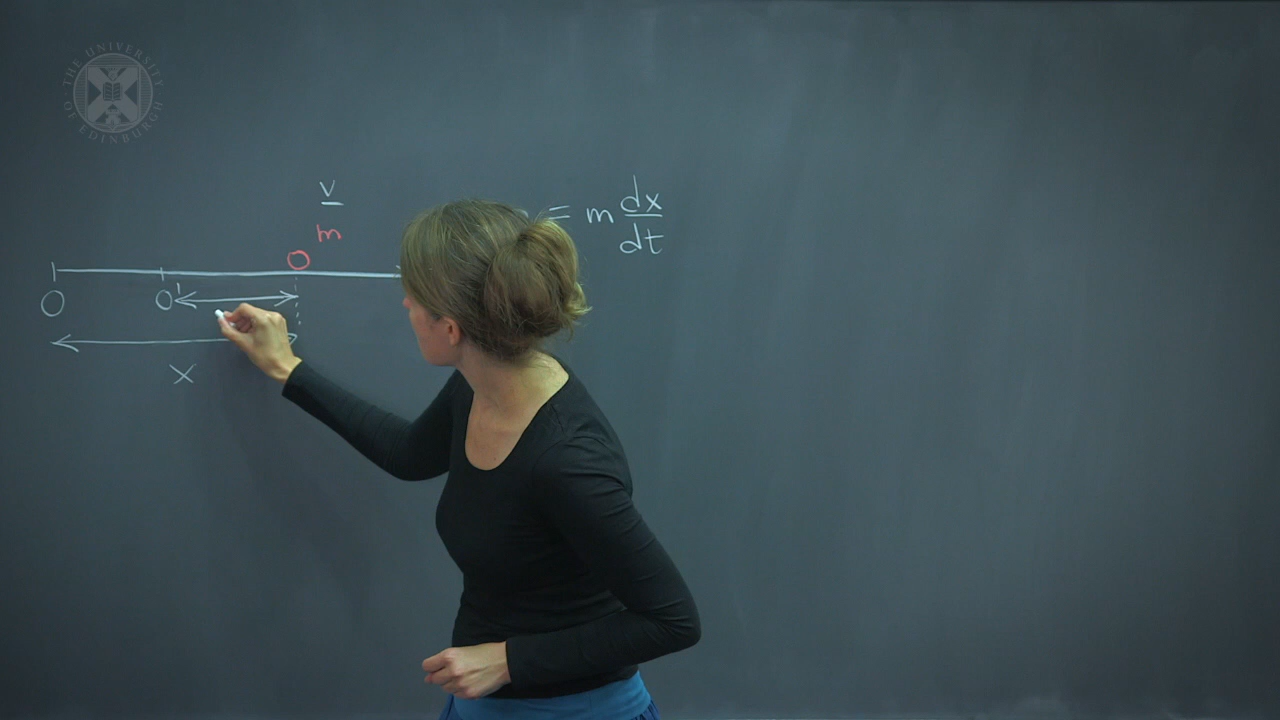 THE UNIVERSITY OF EDINBURGH
v
m
= m dx/dt
O
O'
x